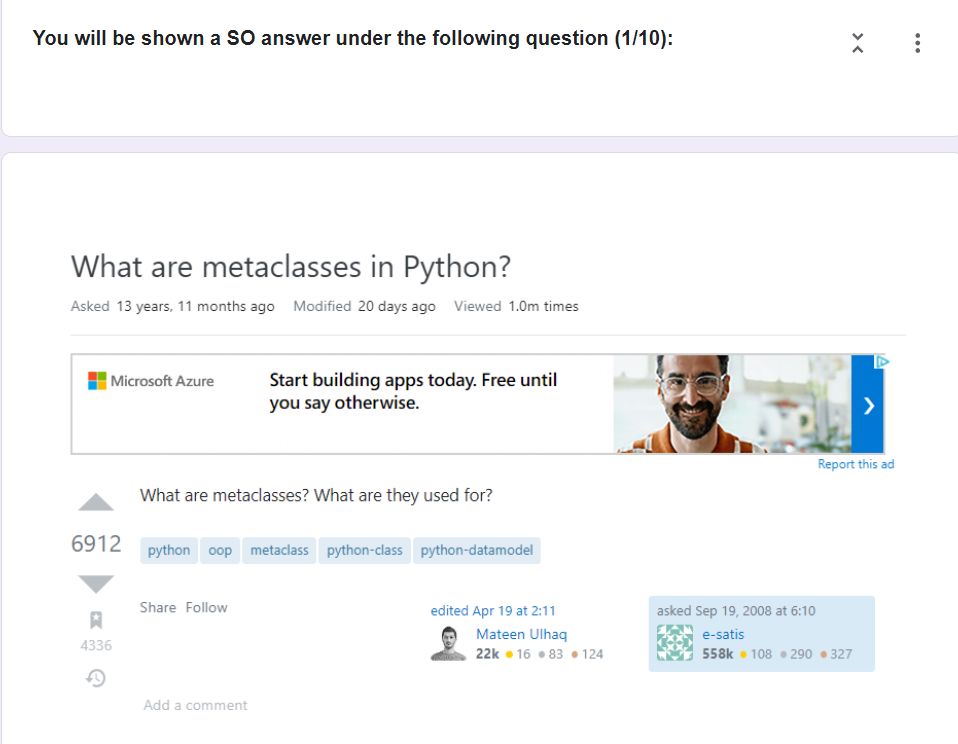 You will be shown a SO answer under the following question (1/10):
What are metaclasses in Python?
Asked 13 years, 11 months ago Modified 20 days ago Viewed 1.0m times
Microsoft Azure
Start building apps today. Free until
you say otherwise.
Report this ad
What are metaclasses? What are they used for?
6912
python oop metaclass python-class python-datamodel
Share Follow
edited Apr 19 at 2:11
Mateen Ulhaq
22k 16 83 124
asked Sep 19, 2008 at 6:10
e-satis
558k 108 290 327
4336
Add a comment